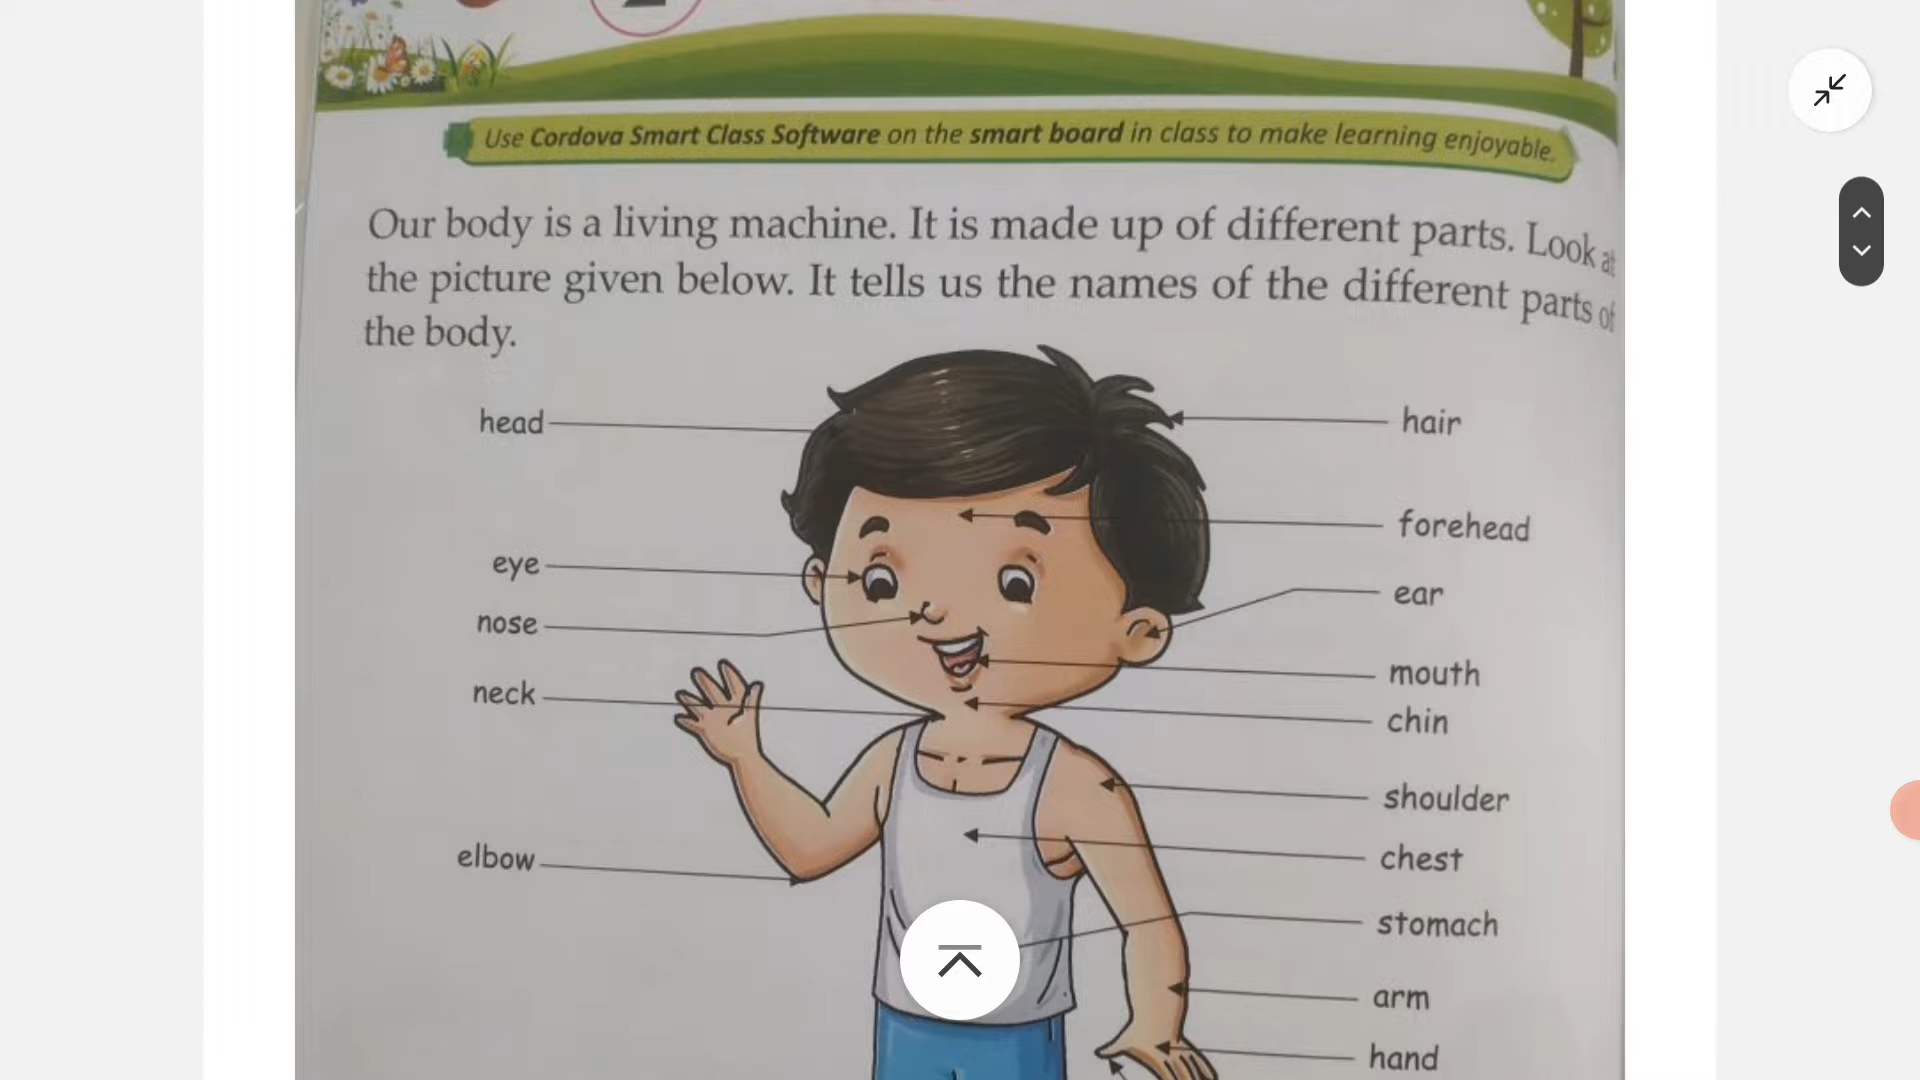 Use Cordova Smart Class Software on the smart board in class to make learning enjoyable.
Our body is a living machine. It is made up of different parts. Look at
the picture given below. It tells us the names of the different parts of
the body.
head
hair
forehead
eye
ear
nose
mouth
neck
chin
shoulder
elbow
chest
stomach
arm
hand